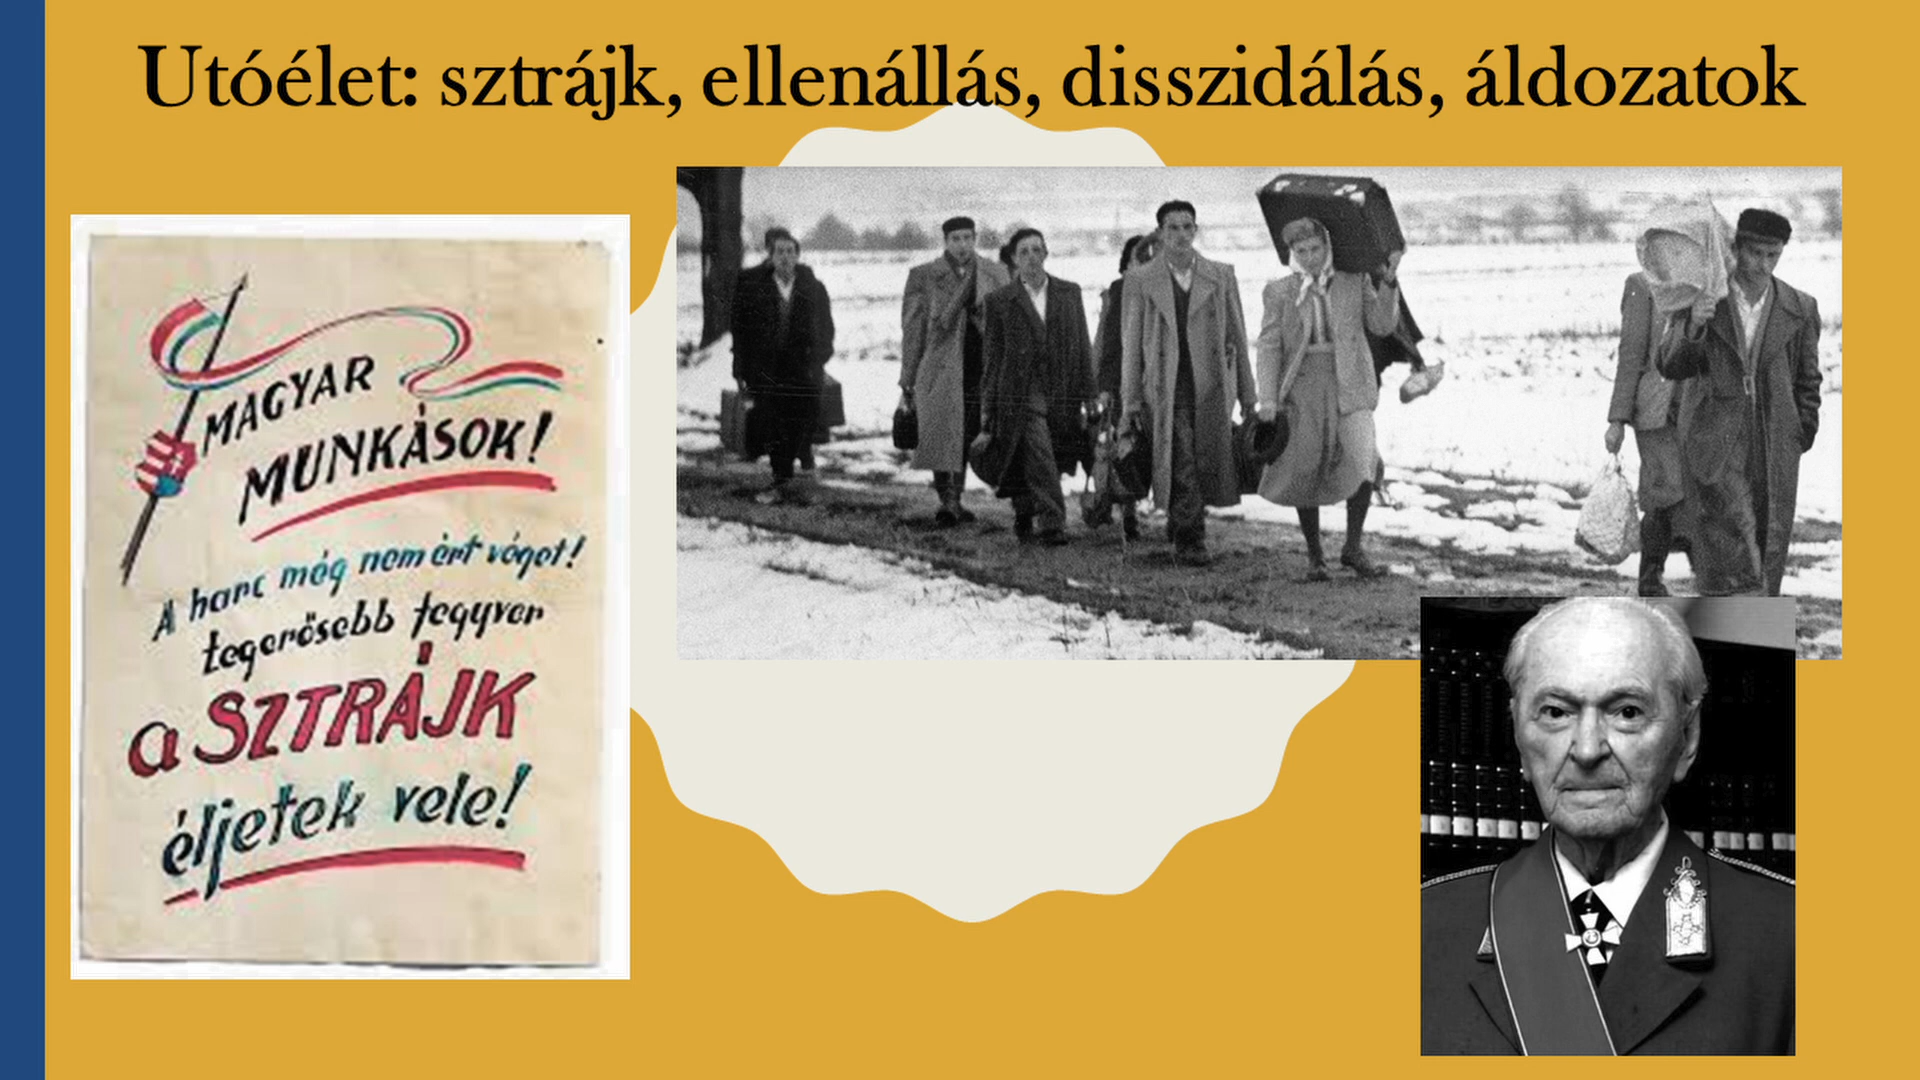 Utóélet: sztrájk, ellenállás, disszidálás, áldozatok
MAGYAR
MUNKÁSOK!
A harc még nem ért véget!
legerősebb fegyver
a SZTRÁJK
éljetek vele!